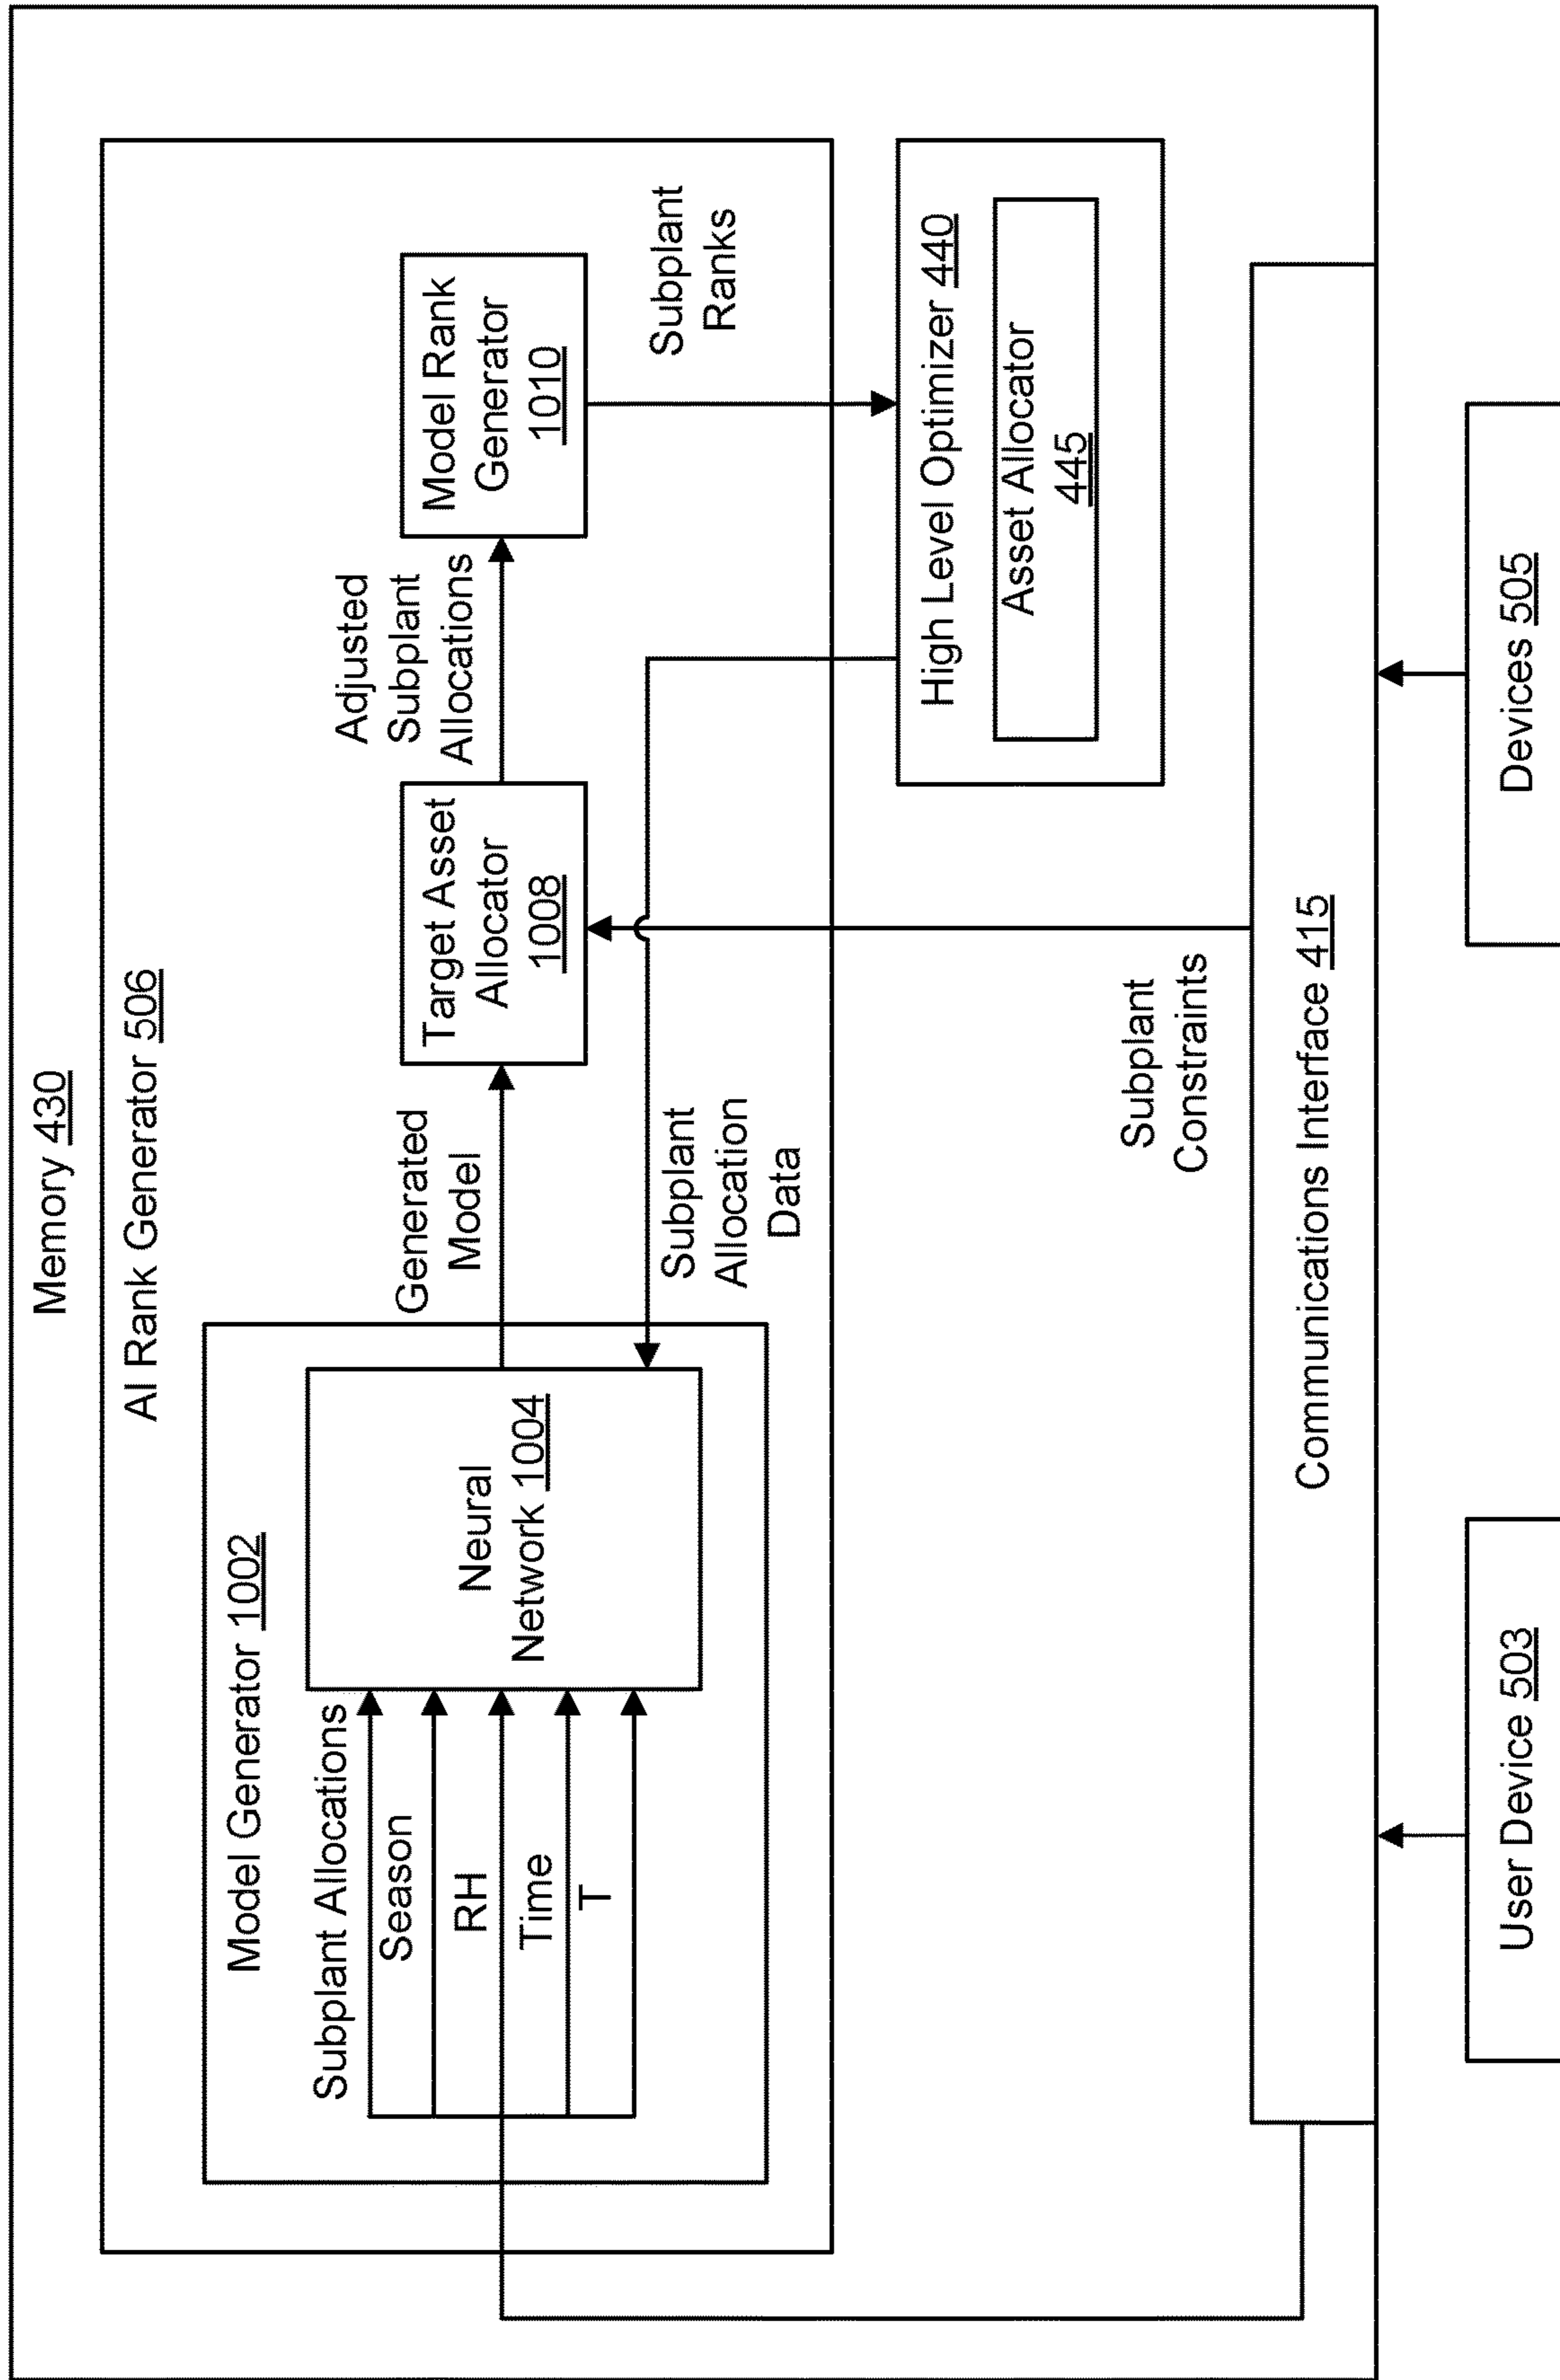 Memory 430
AI Rank Generator 506
Model Generator 1002
Subplant Allocations
Season
RH
Time
T
Neural
Network 1004
Generated
Model
Target Asset
Allocator
1008
Adjusted
Subplant
Allocations
Model Rank
Generator
1010
Subplant
Allocation
Data
Subplant
Ranks
High Level Optimizer 440
Asset Allocator
445
Subplant
Constraints
Communications Interface 415
User Device 503
Devices 505